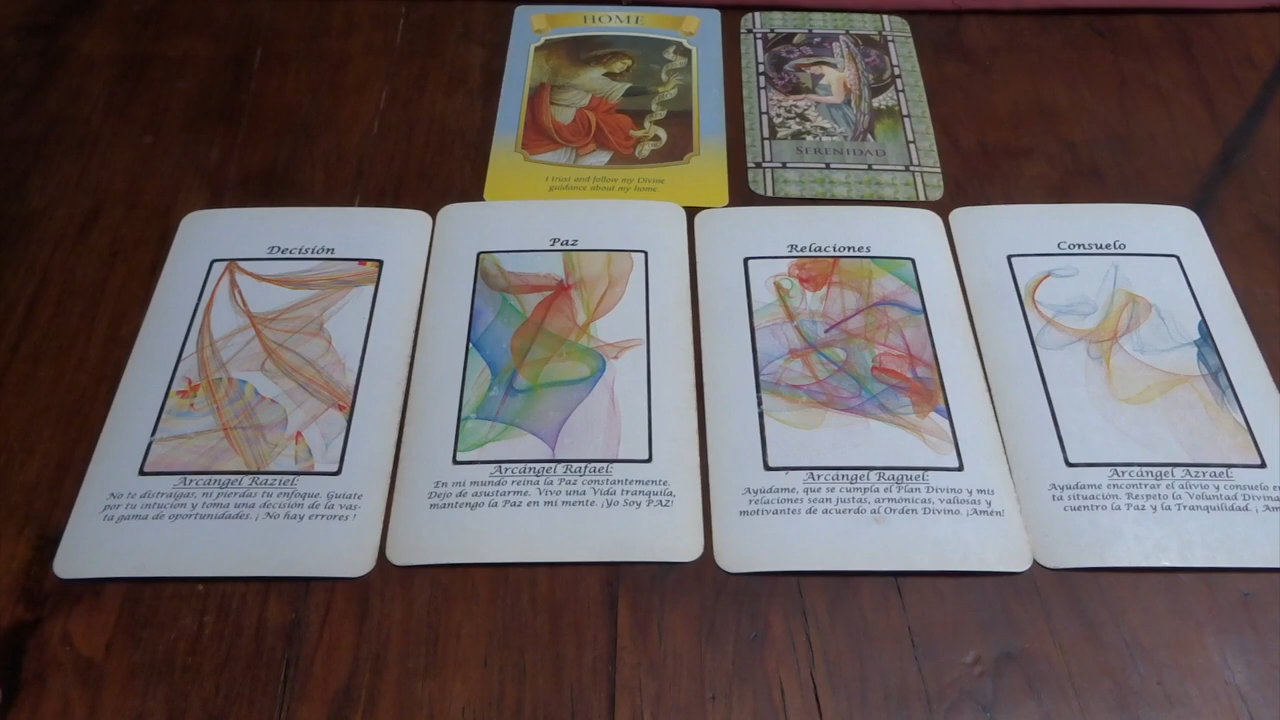 HOME
I trust and follow my Divine
guidance about my home.
SERENIDAD
Decisión
Arcángel Raziel:
No te distraigas, ni pierdas tu enfoque. Guiate
por tu intución y toma una decisión de la vas-
ta gama de oportunidades. ¡ No hay errores !
Paz
Arcángel Rafael:
En mi mundo reina la Paz constamente.
Dejo de asustarme. Vivo una Vida tranquila,
mantengo la Paz en mi mente. ¡Yo Soy PAZ!
Relaciones
Arcángel Raguel:
Ayúdame, que se cumpla el Plan Divino y mis
relaciones sean justas, armónicas, valiosas y
motivantes de acuerdo al Orden Divino. ¡Amén!
Consuelo
Arcángel Azrael:
Ayúdame encontrar el alivio y consuelo
ta situación. Respeto la Voluntad Divina
cuentro la Paz y la Tranquilidad. ¡ Am